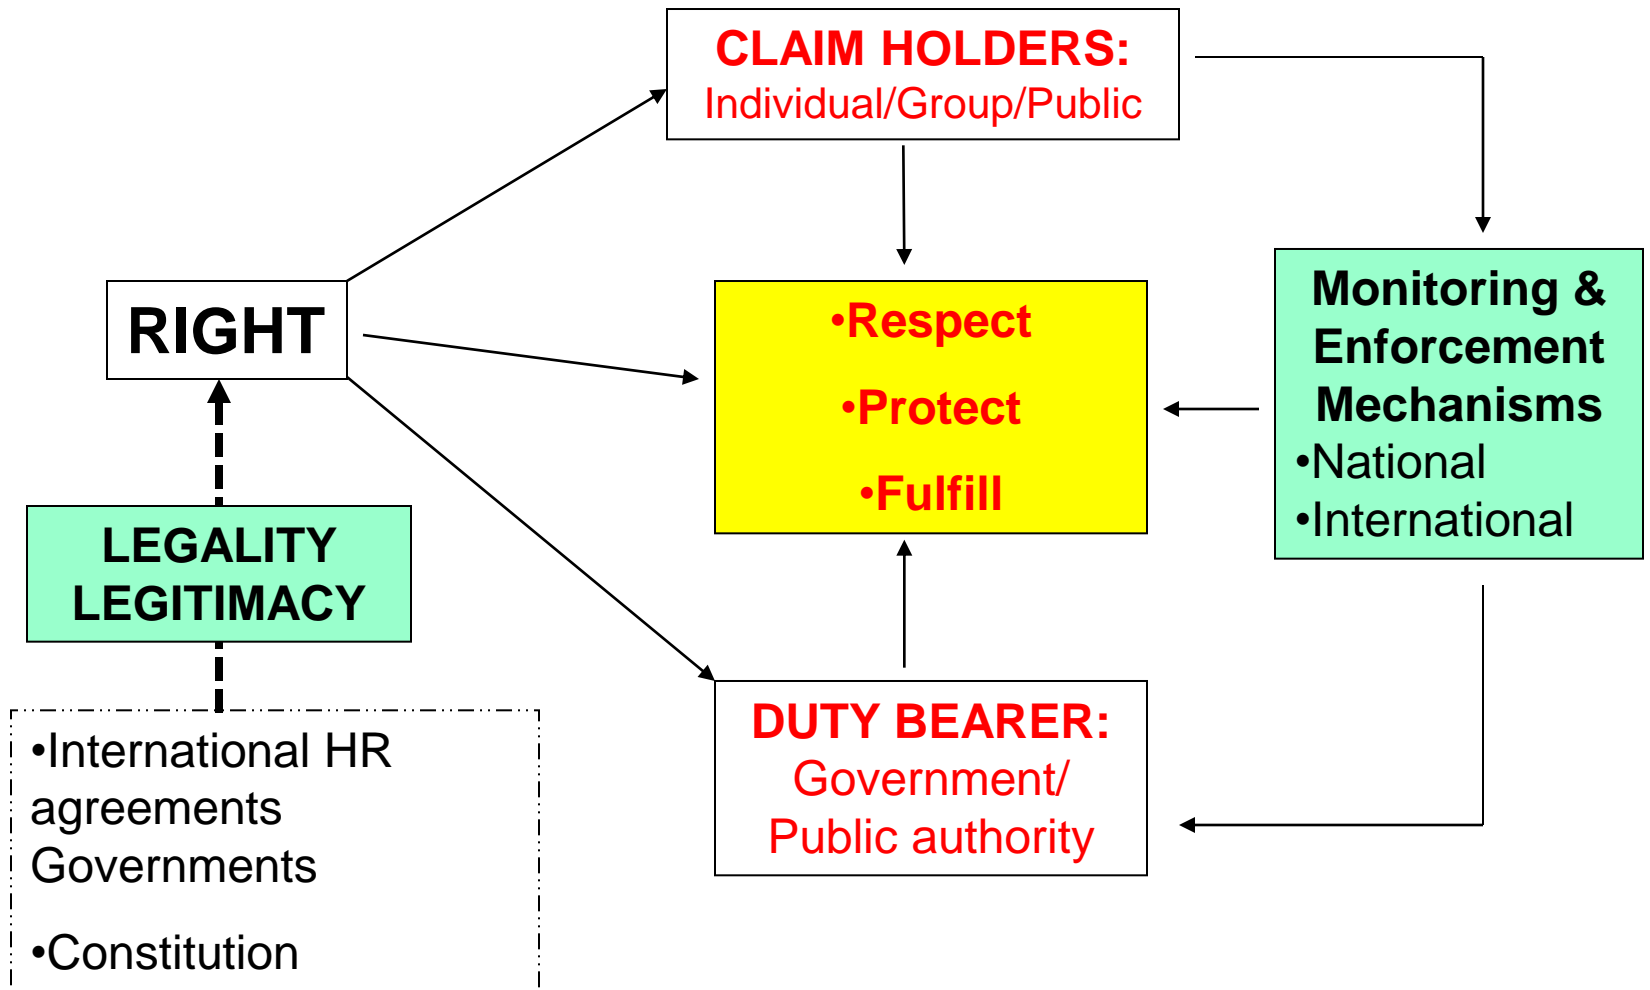 CLAIM HOLDERS:
Individual/Group/Public
RIGHT
•Respect
•Protect
•Fulfill
Monitoring &
Enforcement
Mechanisms
•National
•International
LEGALITY
LEGITIMACY
DUTY BEARER:
Government/
Public authority
•International HR
agreements
Governments
•Constitution